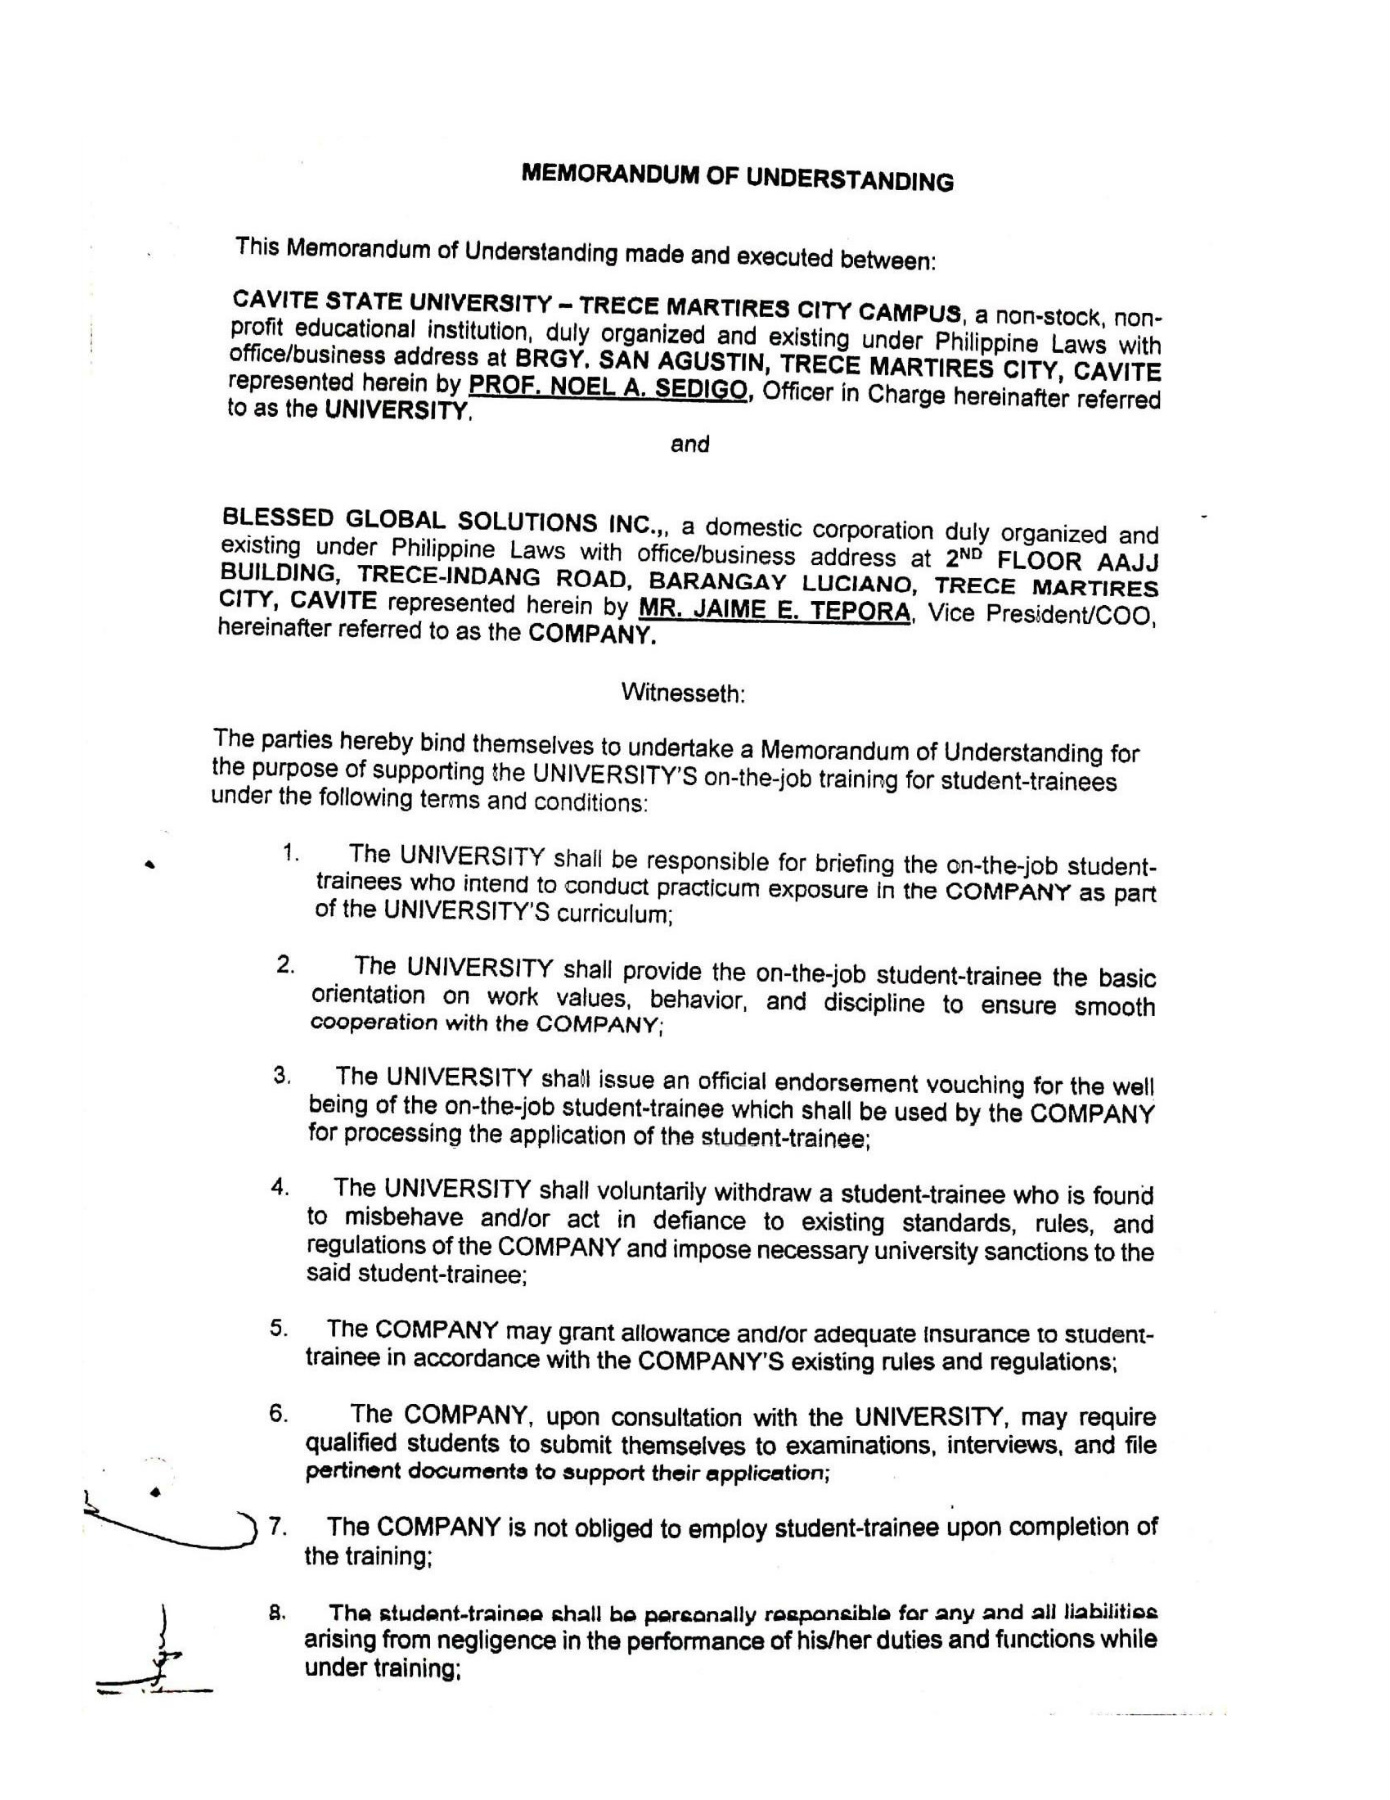 MEMORANDUM OF UNDERSTANDING
This Memorandum of Understanding made and executed between:
CAVITE STATE UNIVERSITY – TRECE MARTIRES CITY CAMPUS, a non-stock, non-
profit educational institution, duly organized and existing under Philippine Laws with
office/business address at BRGY. SAN AGUSTIN, TRECE MARTIRES CITY, CAVITE
represented herein by PROF. NOEL A. SEDIGO, Officer in Charge hereinafter referred
to as the UNIVERSITY.
and
BLESSED GLOBAL SOLUTIONS INC.,, a domestic corporation duly organized and
existing under Philippine Laws with office/business address at 2ND FLOOR AAJJ
BUILDING, TRECE-INDANG ROAD, BARANGAY LUCIANO, TRECE MARTIRES
CITY, CAVITE represented herein by MR. JAIME E. TEPORA, Vice President/COO,
hereinafter referred to as the COMPANY.
Witnesseth:
The parties hereby bind themselves to undertake a Memorandum of Understanding for
the purpose of supporting the UNIVERSITY'S on-the-job training for student-trainees
under the following terms and conditions:
1. The UNIVERSITY shall be responsible for briefing the on-the-job student-
trainees who intend to conduct practicum exposure in the COMPANY as part
of the UNIVERSITY'S curriculum;
2. The UNIVERSITY shall provide the on-the-job student-trainee the basic
orientation on work values, behavior, and discipline to ensure smooth
cooperation with the COMPANY;
3. The UNIVERSITY shall issue an official endorsement vouching for the well
being of the on-the-job student-trainee which shall be used by the COMPANY
for processing the application of the student-trainee;
4. The UNIVERSITY shall voluntarily withdraw a student-trainee who is found
to misbehave and/or act in defiance to existing standards, rules, and
regulations of the COMPANY and impose necessary university sanctions to the
said student-trainee;
5. The COMPANY may grant allowance and/or adequate insurance to student-
trainee in accordance with the COMPANY'S existing rules and regulations;
6. The COMPANY, upon consultation with the UNIVERSITY, may require
qualified students to submit themselves to examinations, interviews, and file
pertinent documents to support their application;
7. The COMPANY is not obliged to employ student-trainee upon completion of
the training;
8. The student-trainee shall be personally responsible for any and all liabilities
arising from negligence in the performance of his/her duties and functions while
under training;